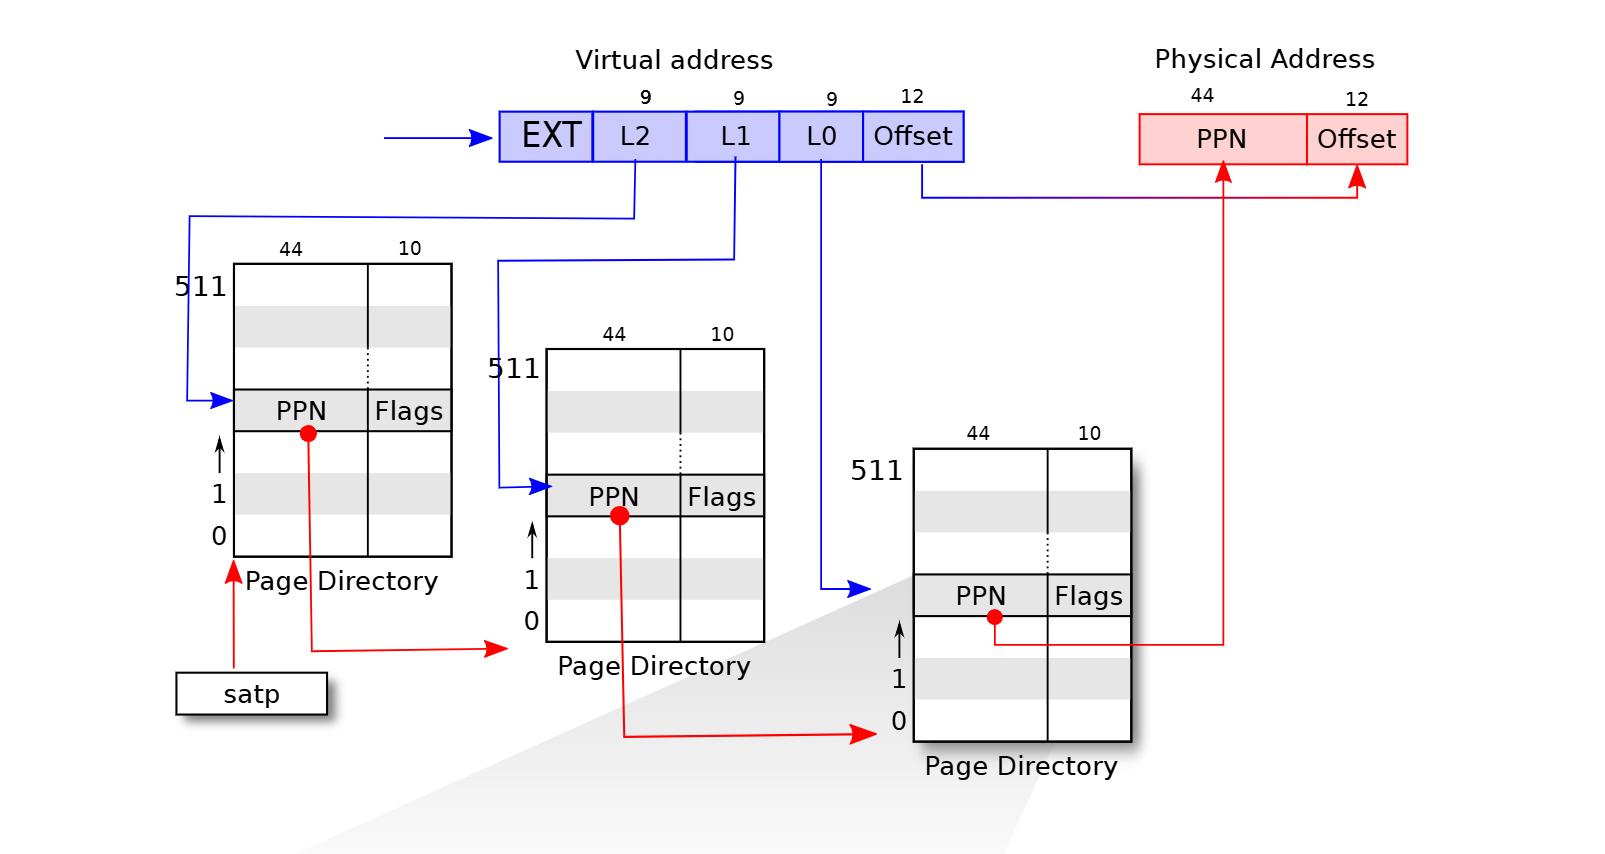 Virtual address
Physical Address
9 9 9 12
44 12
EXT L2 L1 L0 Offset
PPN Offset
44 10
511
PPN Flags
1
0
Page Directory
satp
44 10
511
PPN Flags
1
0
Page Directory
44 10
511
PPN Flags
1
0
Page Directory